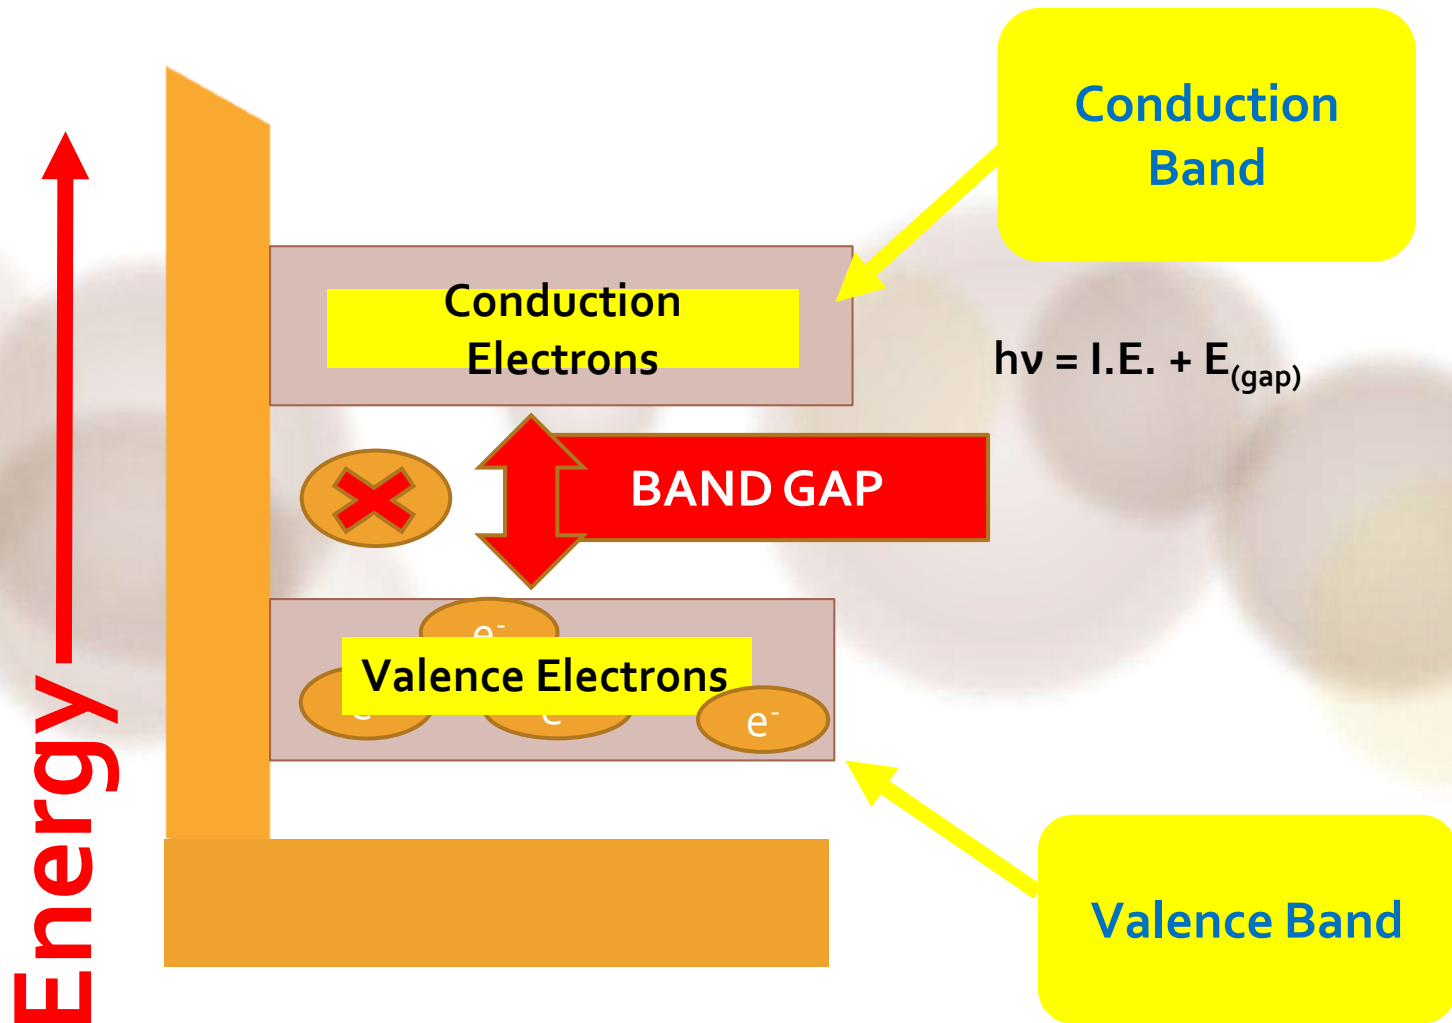 Conduction
Band
Conduction
Electrons
hν = I.E. + E(gap)
BAND GAP
e-
Valence Electrons
e-
Energy
Valence Band